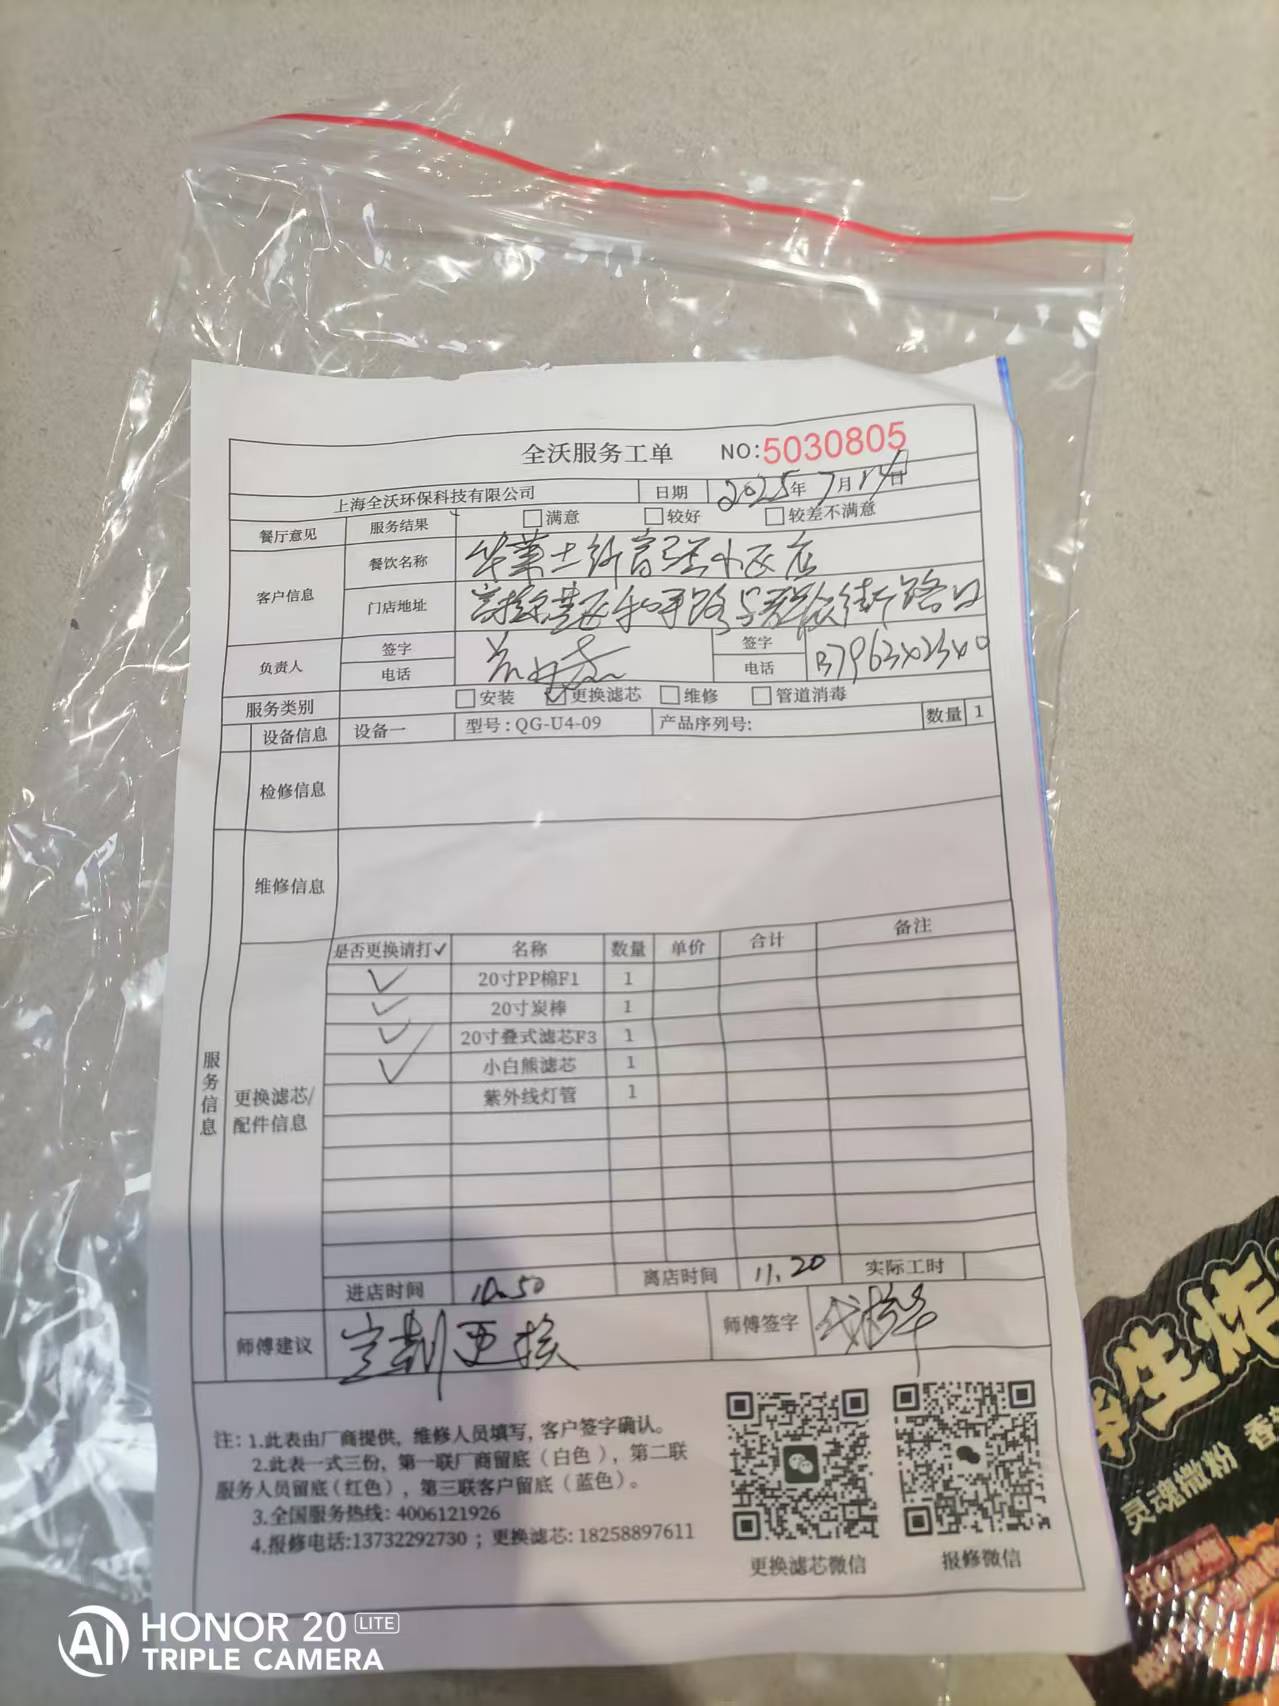 全沃服务工单 NO:5030805
上海全沃环保科技有限公司 日期 2025年7月14日
餐厅意见 服务结果 满意 较好 较差不满意
客户信息 餐饮名称 华莱士
门店地址 和平路与群众街路口
负责人 签字 签字
电话 电话
服务类别 安装 更换滤芯 维修 管道消毒
设备信息 设备一 型号:QG-U4-09 产品序列号: 数量 1
检修信息
维修信息
服务信息
更换滤芯/
配件信息
是否更换请打✓ 名称 数量 单价 合计 备注
✓ 20寸PP棉F1 1
✓ 20寸炭棒 1
✓ 20寸叠式滤芯F3 1
✓ 小白熊滤芯 1
紫外线灯管 1
进店时间 10.50 离店时间 11.20 实际工时
师傅建议 定期更换 师傅签字
注: 1.此表由厂商提供, 维修人员填写, 客户签字确认。
2.此表一式三份, 第一联厂商留底(白色), 第二联
服务人员留底(红色), 第三联客户留底(蓝色)。
3.全国服务热线: 4006121926
4.报修电话:13732292730 ; 更换滤芯: 18258897611
更换滤芯微信 报修微信
生炸
灵魂撒粉
HONOR 20 LITE
TRIPLE CAMERA